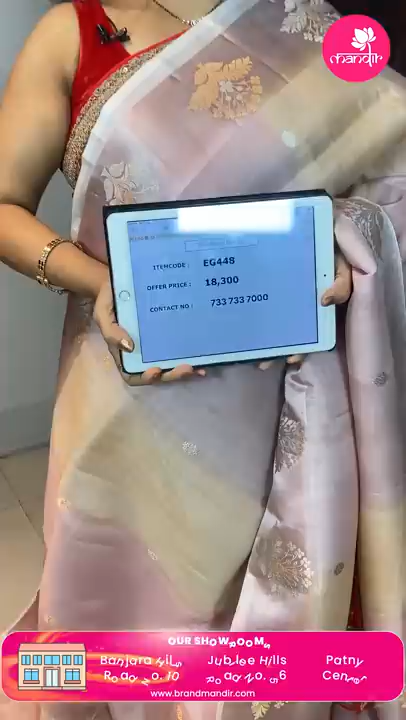 mandir
ITEMCODE : EG448
OFFER PRICE : 18,300
CONTACT NO : 733 733 7000
OUR SHOWROOMS
Banjara Hills Jubilee Hills Patny
Road No. 10 Road No. 36 Center
www.brandmandir.com